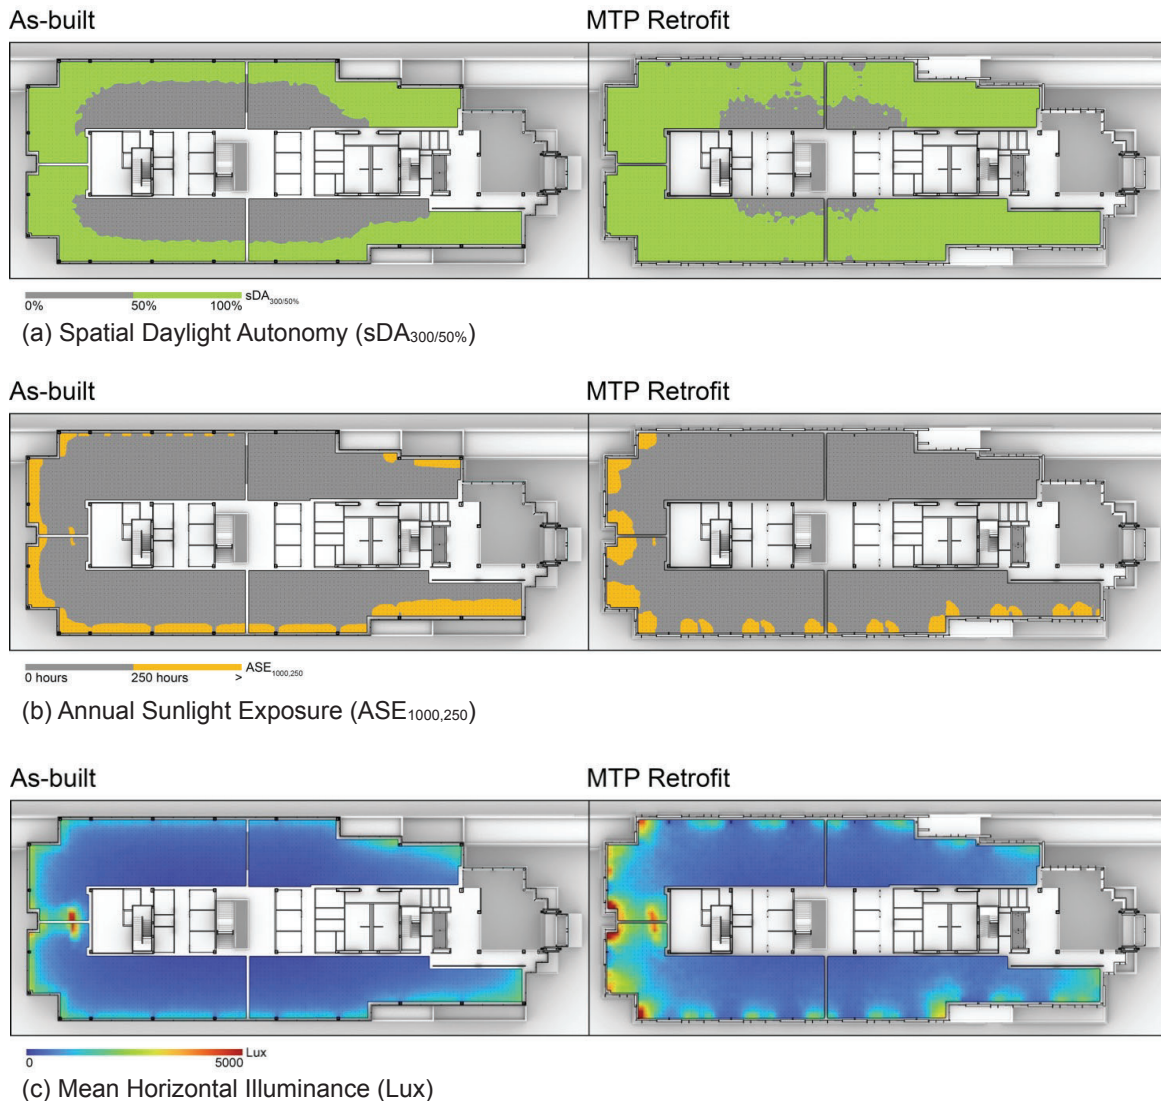 As-built MTP Retrofit
0% 50% 100% sDA300/50%
(a) Spatial Daylight Autonomy (sDA300/50%)
As-built MTP Retrofit
0 hours 250 hours > ASE1000,250
(b) Annual Sunlight Exposure (ASE1000,250)
As-built MTP Retrofit
0 5000 Lux
(c) Mean Horizontal Illuminance (Lux)